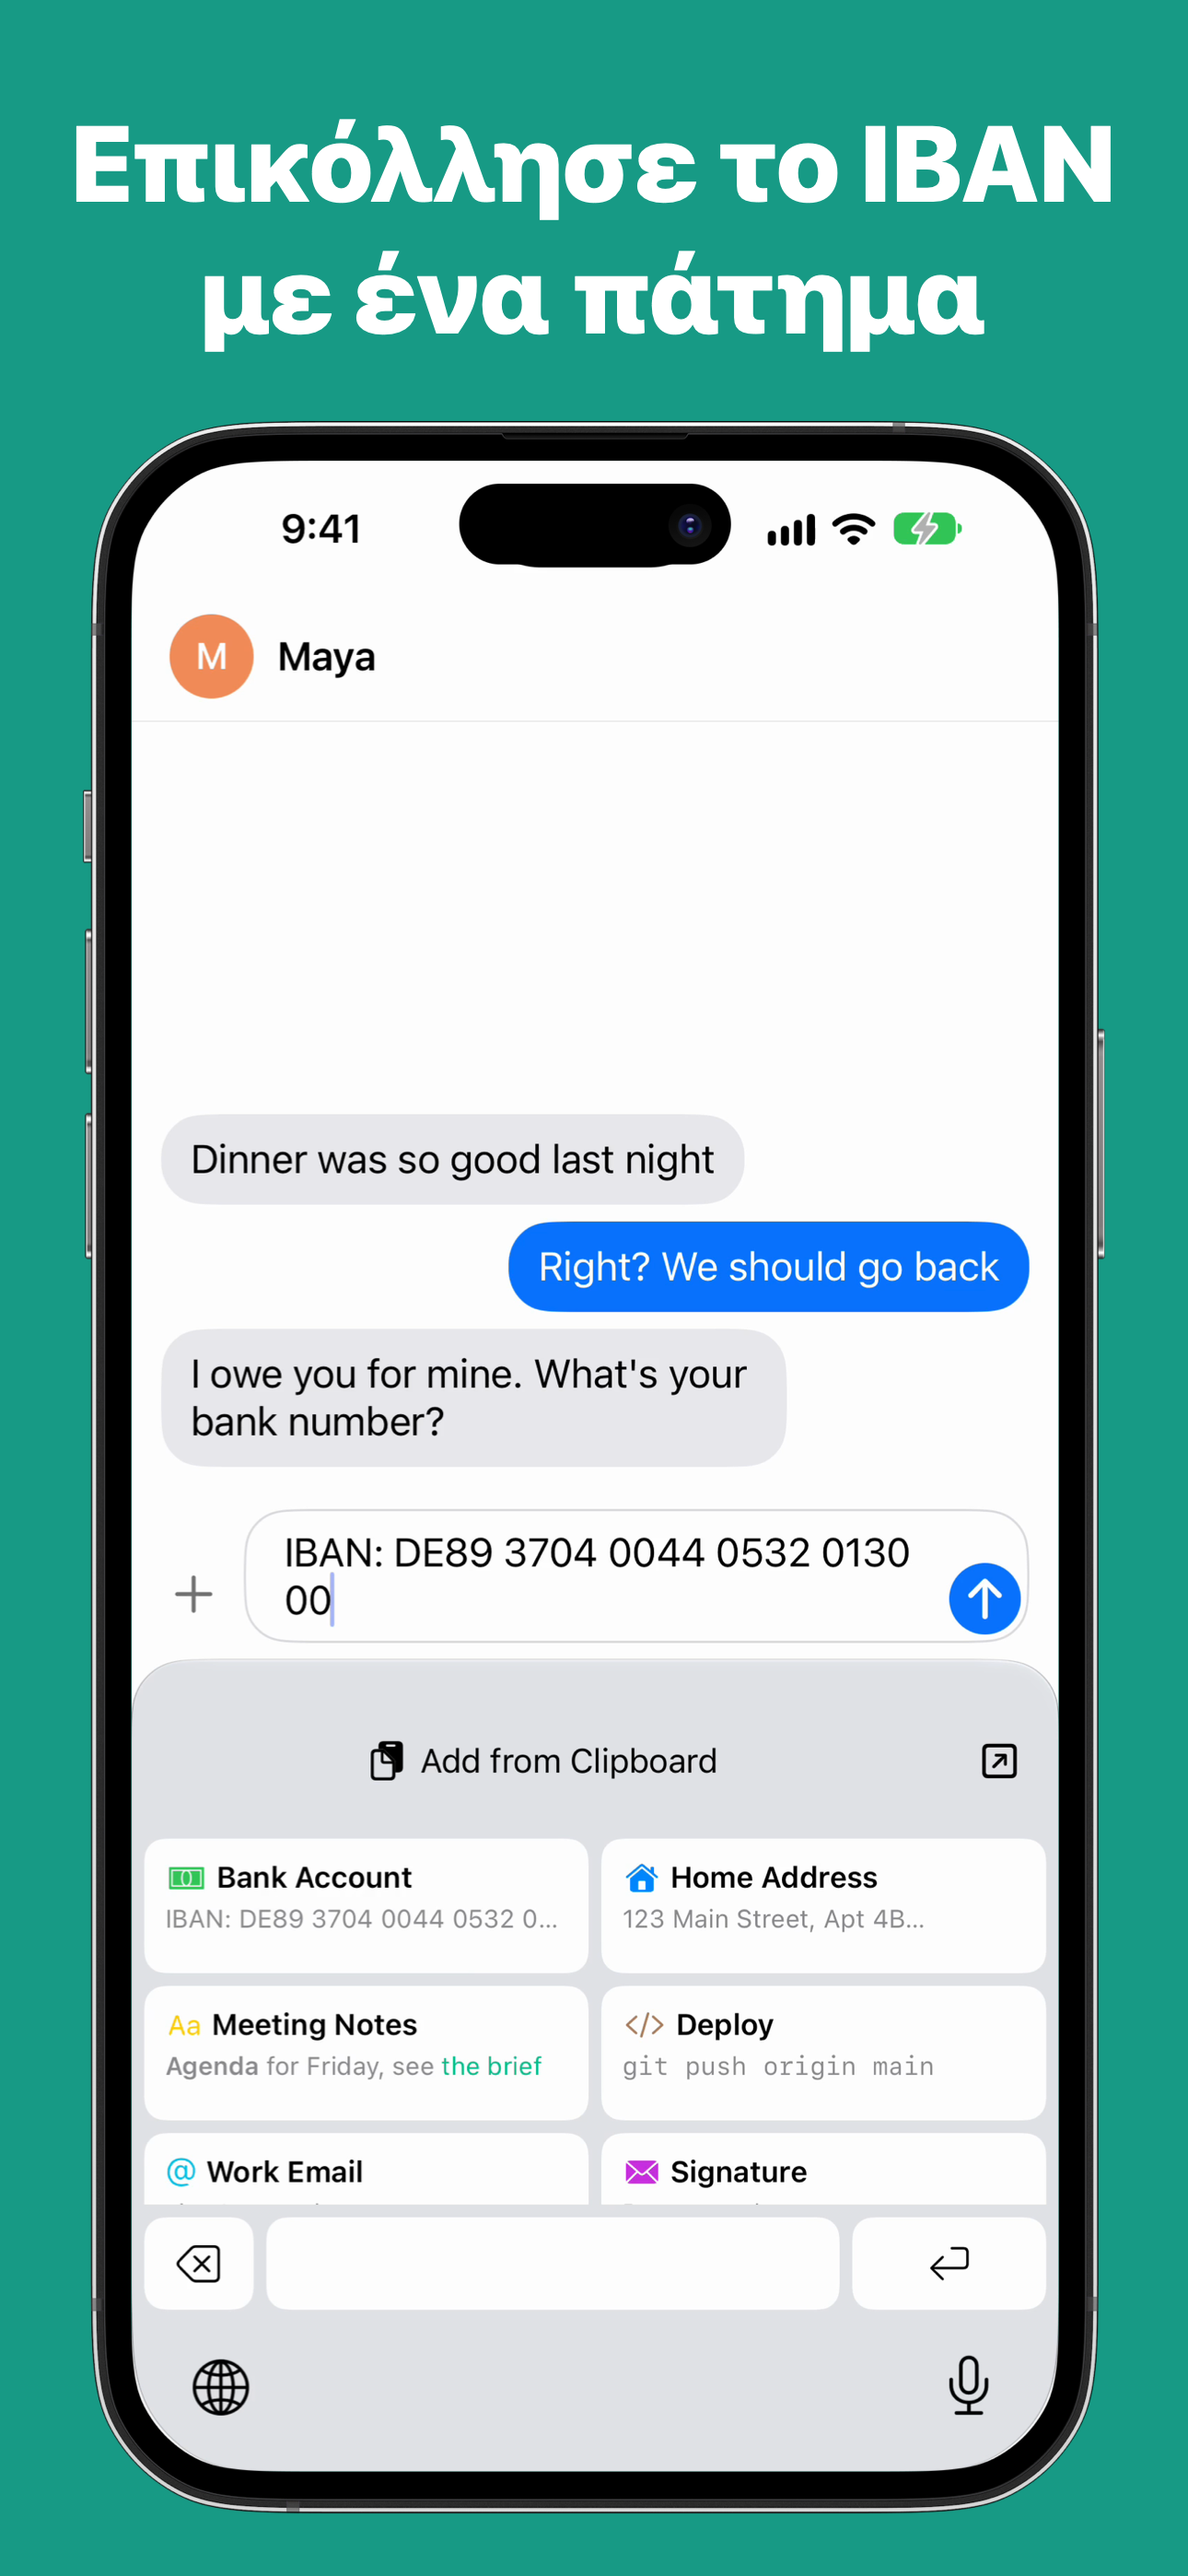 Επικόλλησε το IBAN
με ένα πάτημα
9:41
M
Maya
Dinner was so good last night
Right? We should go back
I owe you for mine. What's your
bank number?
IBAN: DE89 3704 0044 0532 0130
00
Add from Clipboard
Bank Account
IBAN: DE89 3704 0044 0532 0...
Home Address
123 Main Street, Apt 4B...
Aa Meeting Notes
Agenda for Friday, see the brief
</> Deploy
git push origin main
@ Work Email
Signature